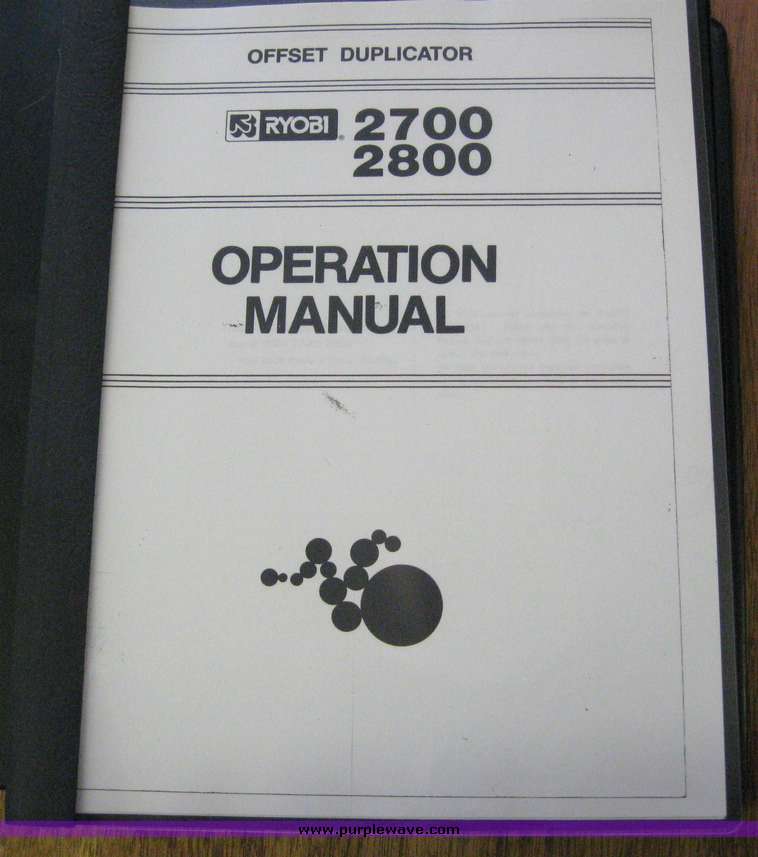 OFFSET DUPLICATOR
RYOBI® 2700
2800
OPERATION
MANUAL
www.purplewave.com